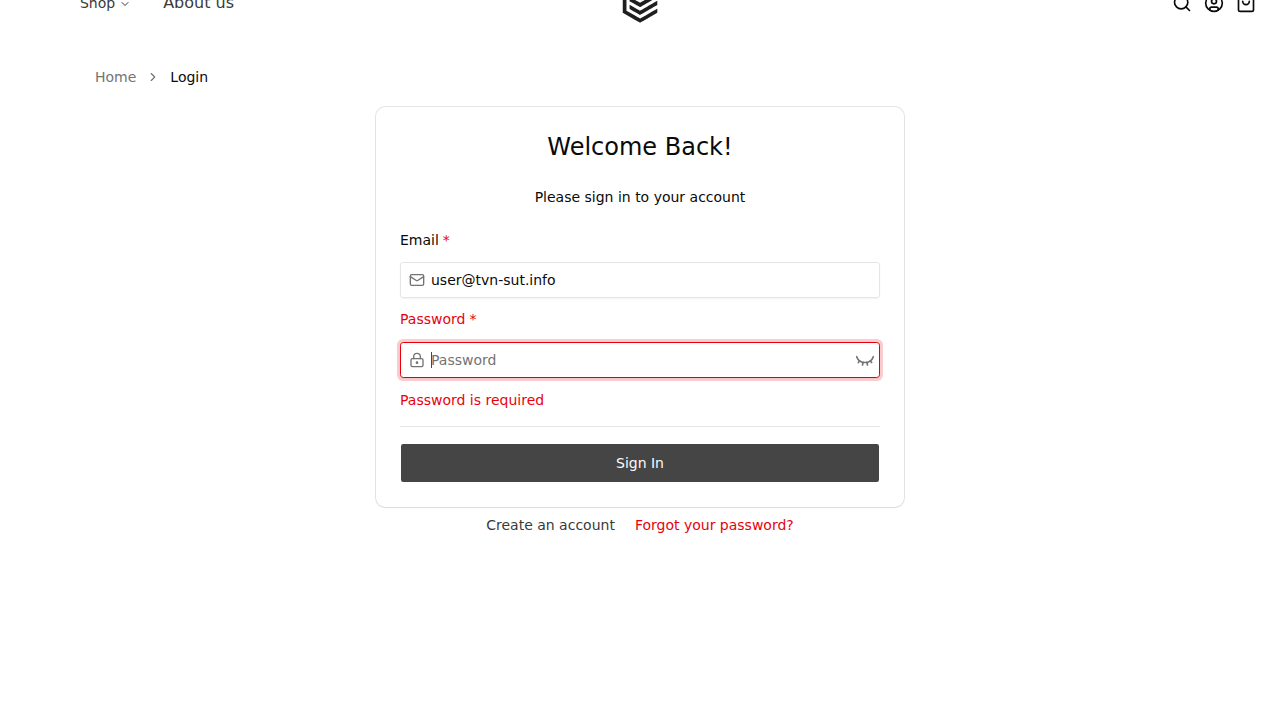 Shop About us
Home > Login
Welcome Back!
Please sign in to your account
Email *
user@tvn-sut.info
Password *
Password
Password is required
Sign In
Create an account Forgot your password?